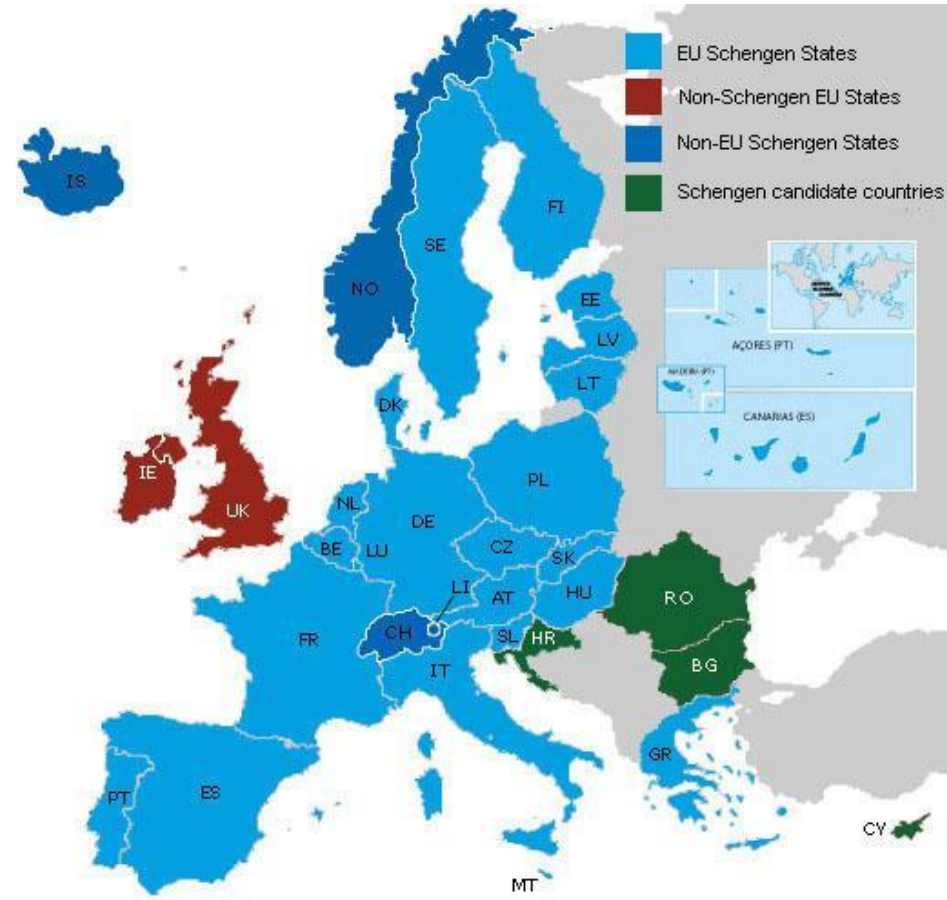 EU Schengen States
Non-Schengen EU States
Non-EU Schengen States
Schengen candidate countries
IS
FI
SE
NO
EE
AÇORES (PT)
LV
MADEIRA (PT)
LT
DK
CANARIAS (ES)
IE
PL
NL
UK
DE
BE
LU
CZ
SK
LI
HU
AT
RO
FR
CH
SL
HR
IT
BG
GR
ES
PT
CY
MT